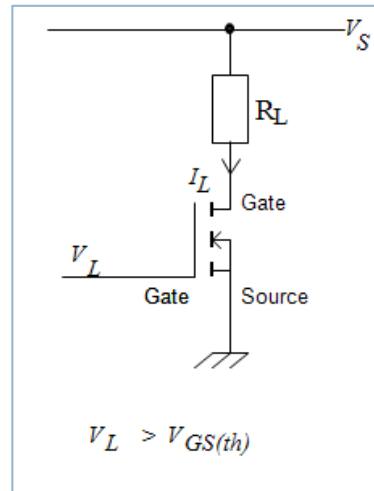 V_S
R_L
I_L
Gate
V_L
Gate
Source
V_L > V_GS(th)